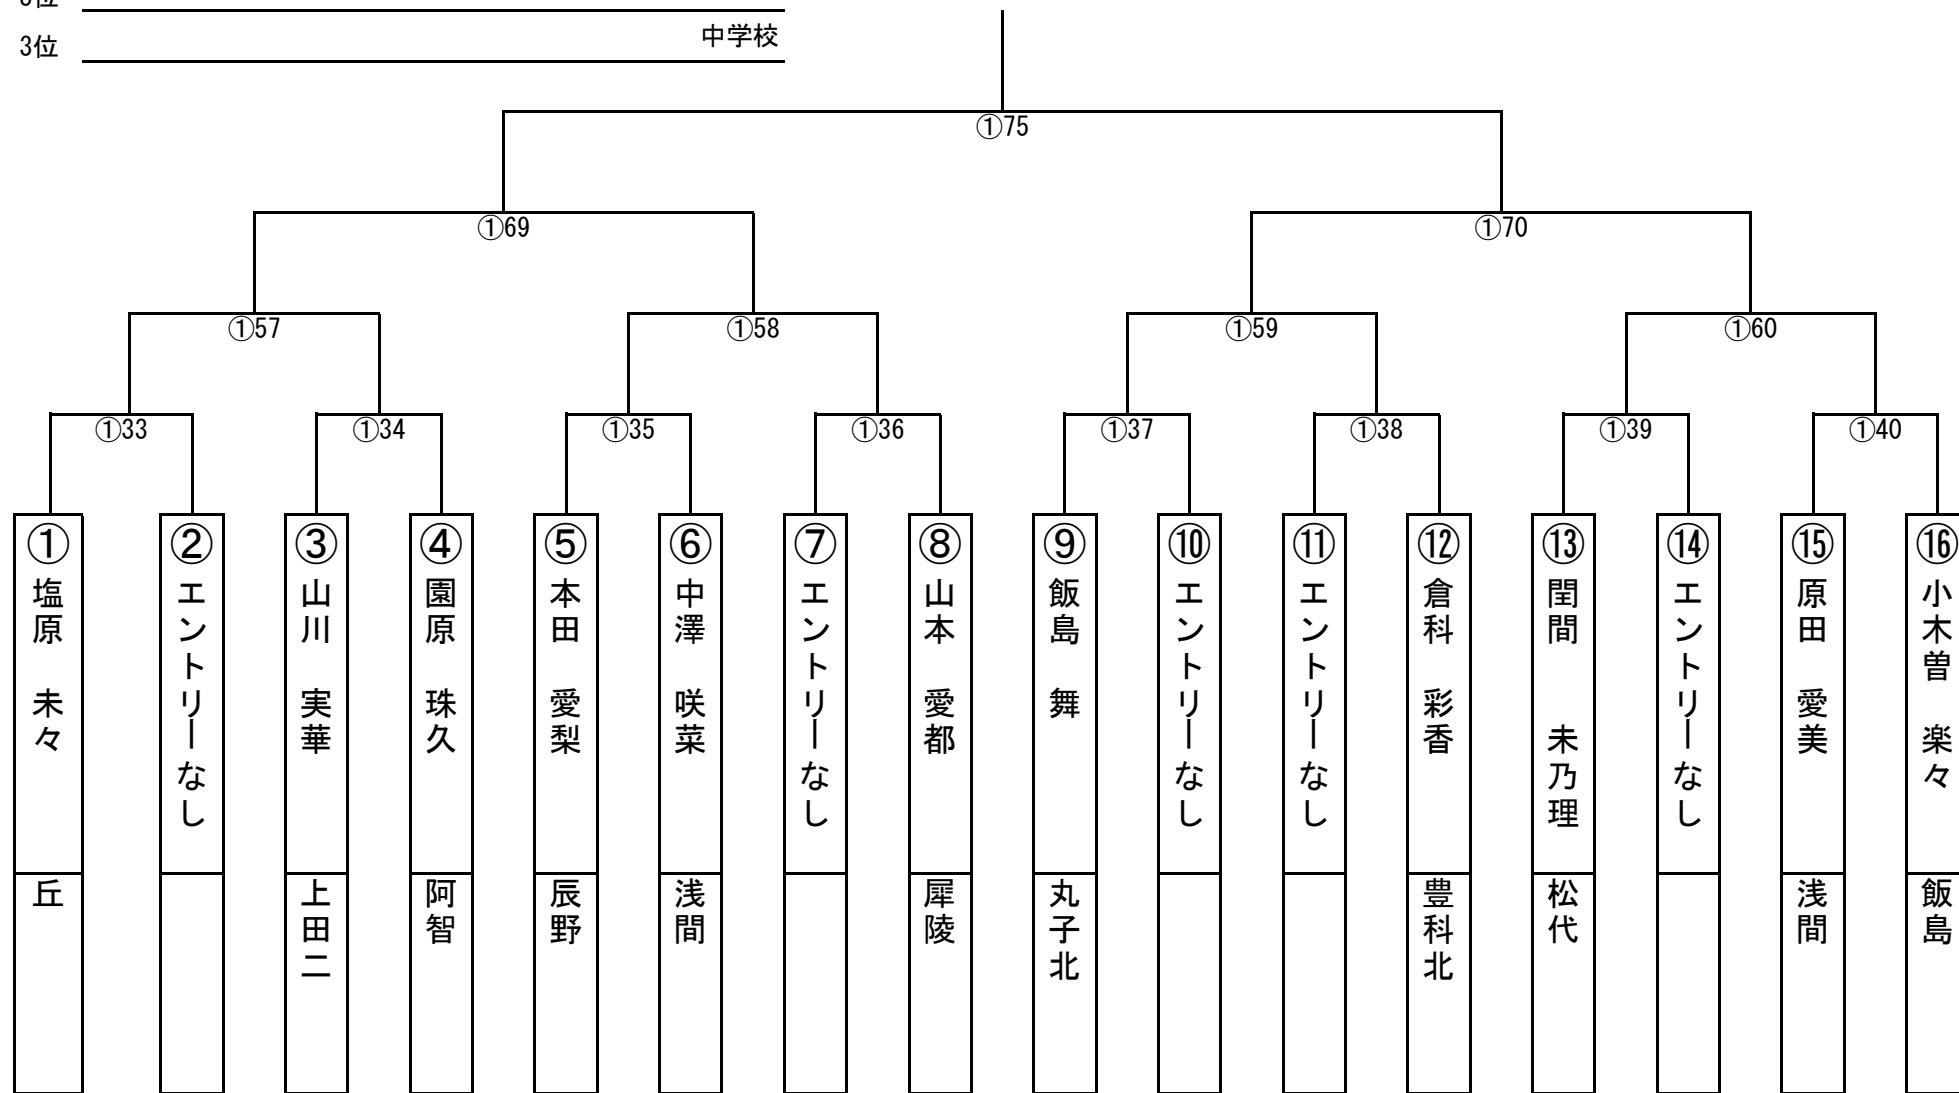 3位
中学校
①75
①69
①70
①57
①58
①59
①60
①33
①34
①35
①36
①37
①38
①39
①40
①
塩原 未々
丘
②
エントリーなし
③
山川 実華
上田二
④
園原 珠久
阿智
⑤
本田 愛梨
辰野
⑥
中澤 咲菜
浅間
⑦
エントリーなし
⑧
山本 愛都
犀陵
⑨
飯島 舞
丸子北
⑩
エントリーなし
⑪
エントリーなし
⑫
倉科 彩香
豊科北
⑬
閏間 未乃理
松代
⑭
エントリーなし
⑮
原田 愛美
浅間
⑯
小木曽 楽々
飯島